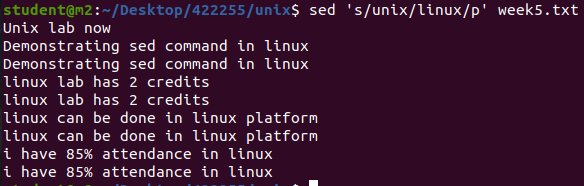 student@m2:~/Desktop/422255/unix$ sed 's/unix/linux/p' week5.txt
Unix lab now
Demonstrating sed command in linux
Demonstrating sed command in linux
linux lab has 2 credits
linux lab has 2 credits
linux can be done in linux platform
linux can be done in linux platform
i have 85% attendance in linux
i have 85% attendance in linux